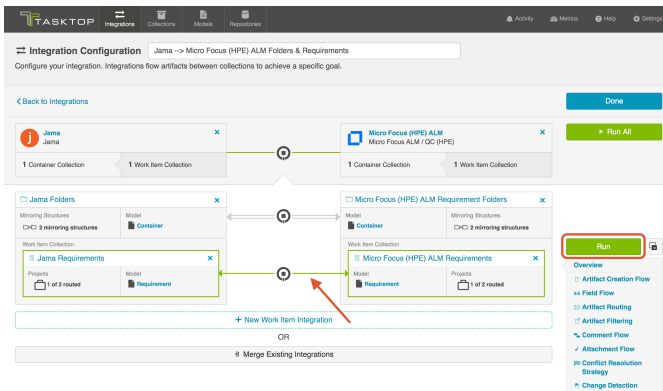 TASKTOP
Integrations
Collections
Models
Repositories
Activity
Metrics
Help
Settings
Integration Configuration
Jama --> Micro Focus (HPE) ALM Folders & Requirements
Configure your integration. Integrations flow artifacts between collections to achieve a specific goal.
Back to Integrations
Done
Run All
Jama
Jama
1 Container Collection
1 Work Item Collection
Micro Focus (HPE) ALM
Micro Focus ALM / QC (HPE)
1 Container Collection
1 Work Item Collection
Jama Folders
Mirroring Structures
2 mirroring structures
Model
Container
Work Item Collection
Jama Requirements
Projects
1 of 2 routed
Model
Requirement
Micro Focus (HPE) ALM Requirement Folders
Model
Container
Mirroring Structures
2 mirroring structures
Work Item Collection
Micro Focus (HPE) ALM Requirements
Model
Requirement
Projects
1 of 2 routed
+ New Work Item Integration
OR
Merge Existing Integrations
Run
Overview
Artifact Creation Flow
Field Flow
Artifact Routing
Artifact Filtering
Comment Flow
Attachment Flow
Conflict Resolution
Strategy
Change Detection